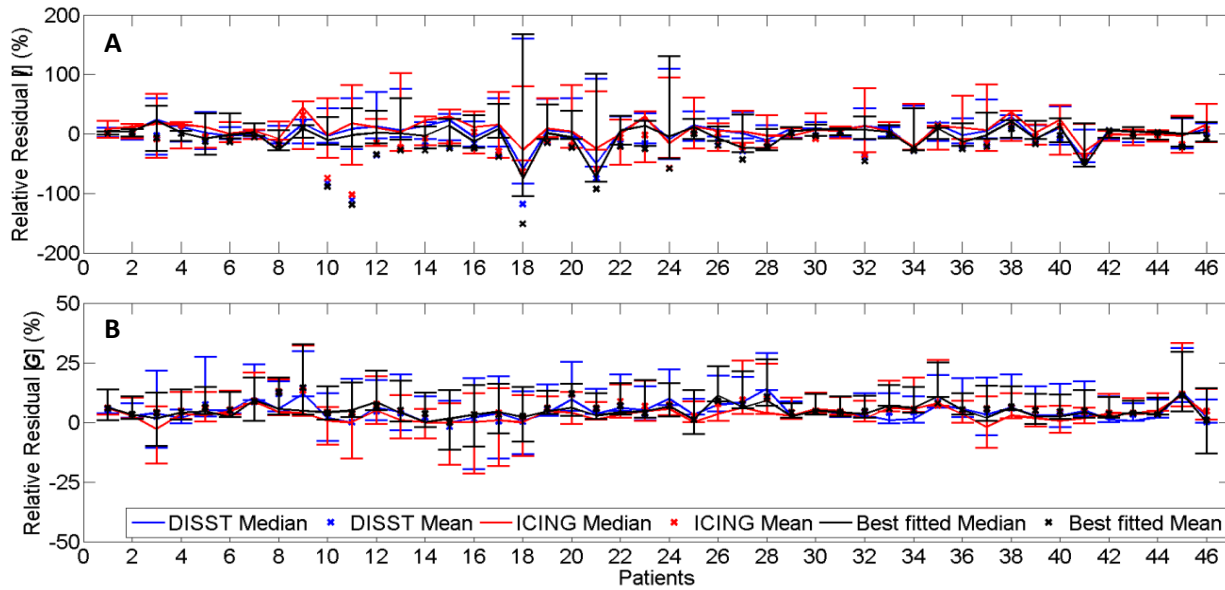 A
Relative Residual [I] (%)
200
100
0
-100
-200
0 2 4 6 8 10 12 14 16 18 20 22 24 26 28 30 32 34 36 38 40 42 44 46
B
Relative Residual [G] (%)
50
25
0
-25
-50
DISST Median DISST Mean ICING Median ICING Mean Best fitted Median Best fitted Mean
0 2 4 6 8 10 12 14 16 18 20 22 24 26 28 30 32 34 36 38 40 42 44 46
Patients